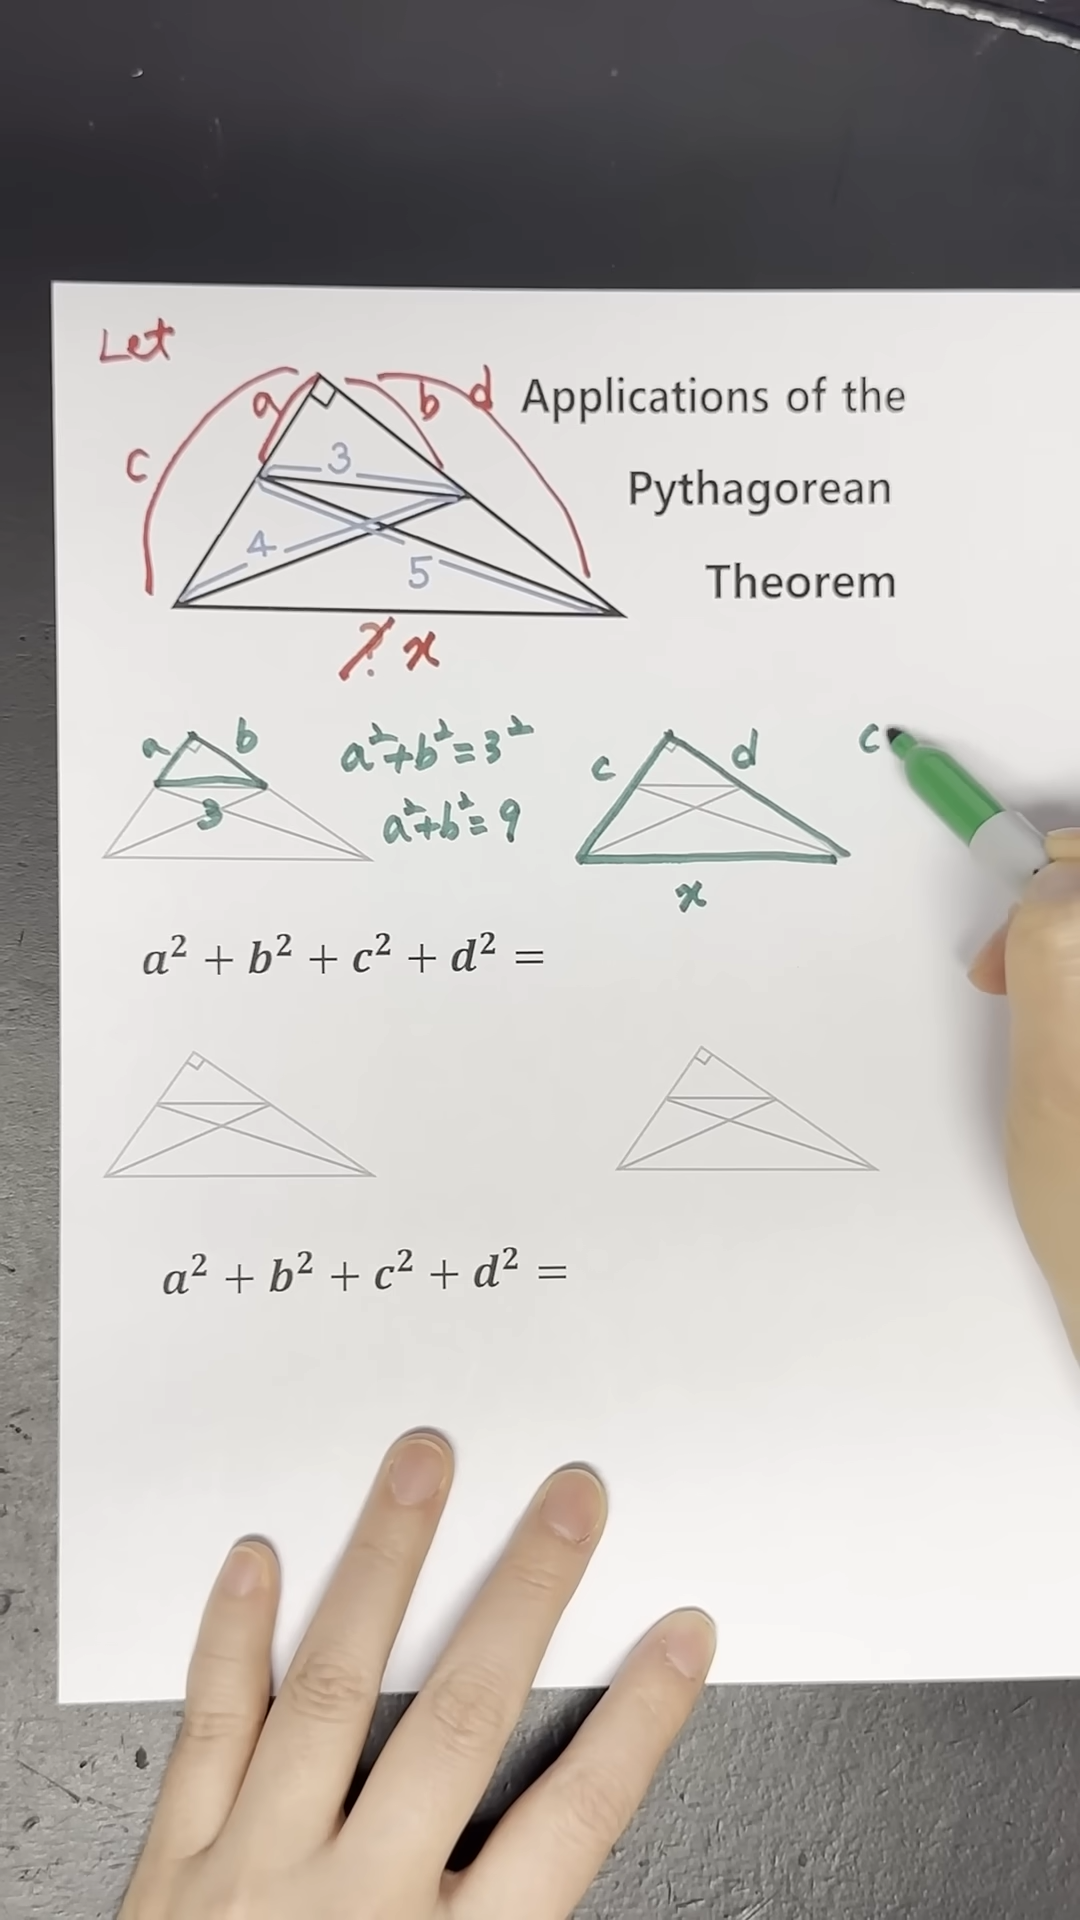 Let
c a b d
3
4
5
? x
Applications of the
Pythagorean
Theorem
a b
3
a²+b²=3²
a²+b²=9
c d
x
c
a² + b² + c² + d² =
a² + b² + c² + d² =